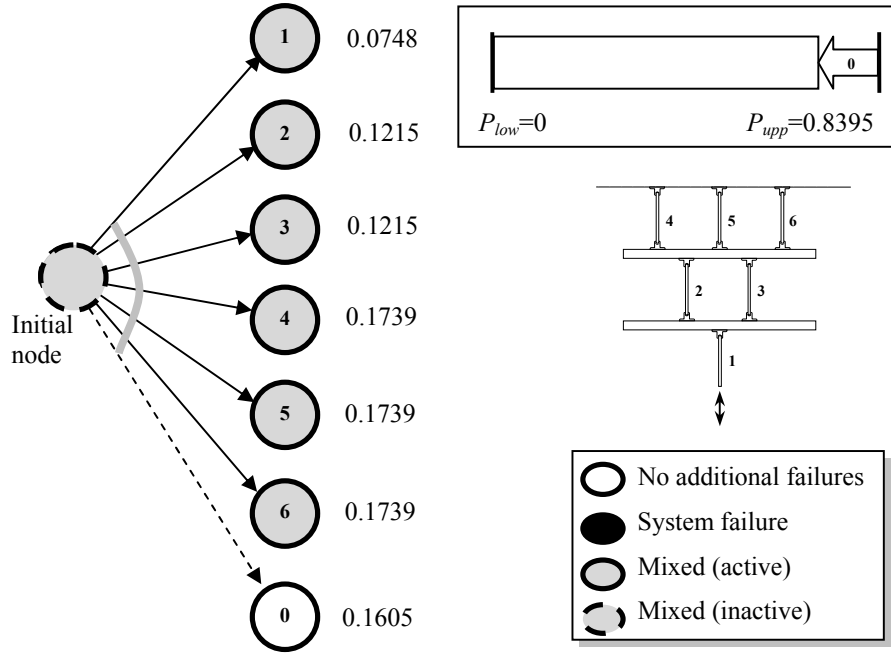 1 0.0748
2 0.1215
3 0.1215
4 0.1739
5 0.1739
6 0.1739
0 0.1605
Initial
node
0
P_low=0 P_upp=0.8395
4 5 6
2 3
1
No additional failures
System failure
Mixed (active)
Mixed (inactive)